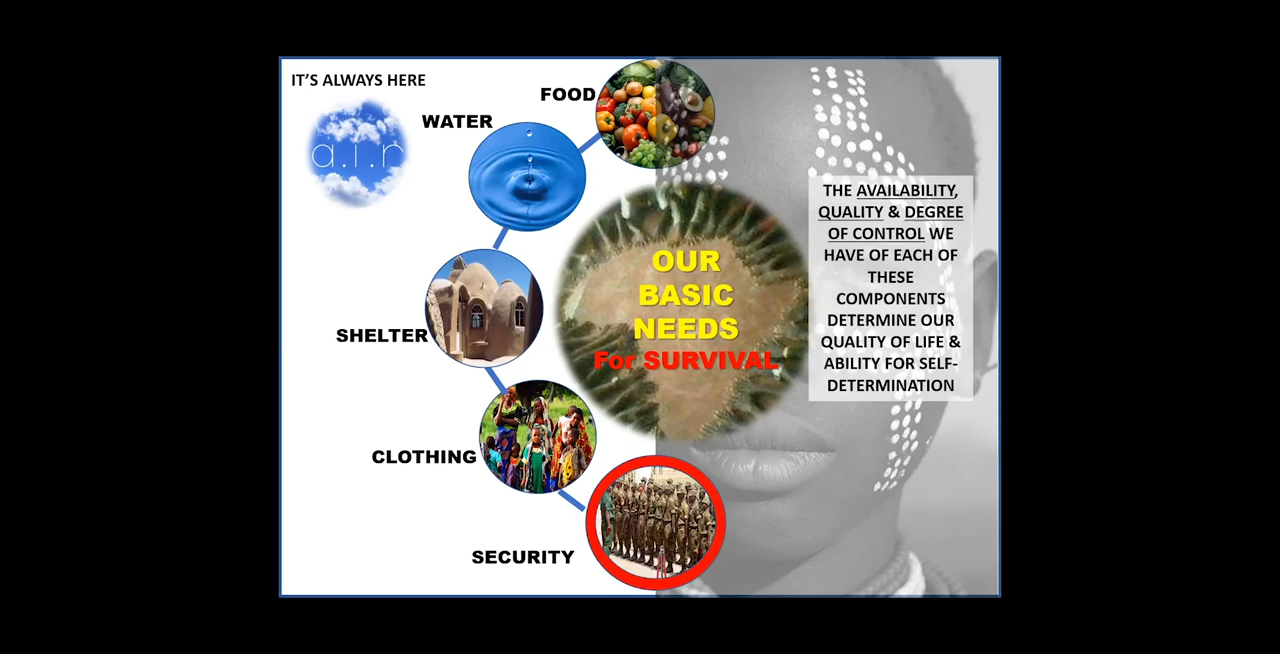 IT'S ALWAYS HERE
a.i.r
FOOD
WATER
SHELTER
CLOTHING
SECURITY
OUR
BASIC
NEEDS
For SURVIVAL
THE AVAILABILITY,
QUALITY & DEGREE
OF CONTROL WE
HAVE OF EACH OF
THESE
COMPONENTS
DETERMINE OUR
QUALITY OF LIFE &
ABILITY FOR SELF-
DETERMINATION